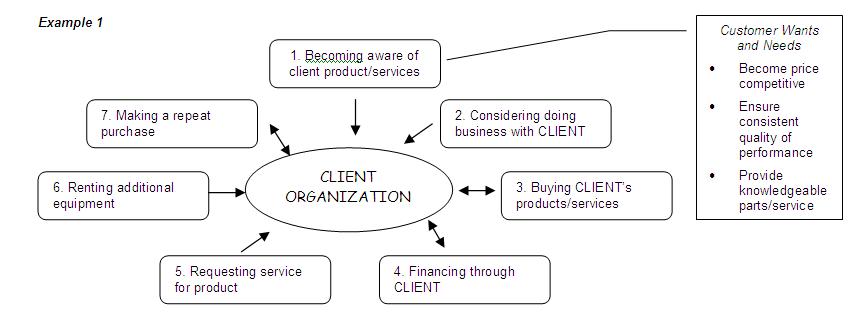 Example 1
1. Becoming aware of
client product/services
Customer Wants
and Needs
• Become price
competitive
• Ensure
consistent
quality of
performance
• Provide
knowledgeable
parts/service
7. Making a repeat
purchase
2. Considering doing
business with CLIENT
CLIENT
ORGANIZATION
6. Renting additional
equipment
3. Buying CLIENT's
products/services
5. Requesting service
for product
4. Financing through
CLIENT